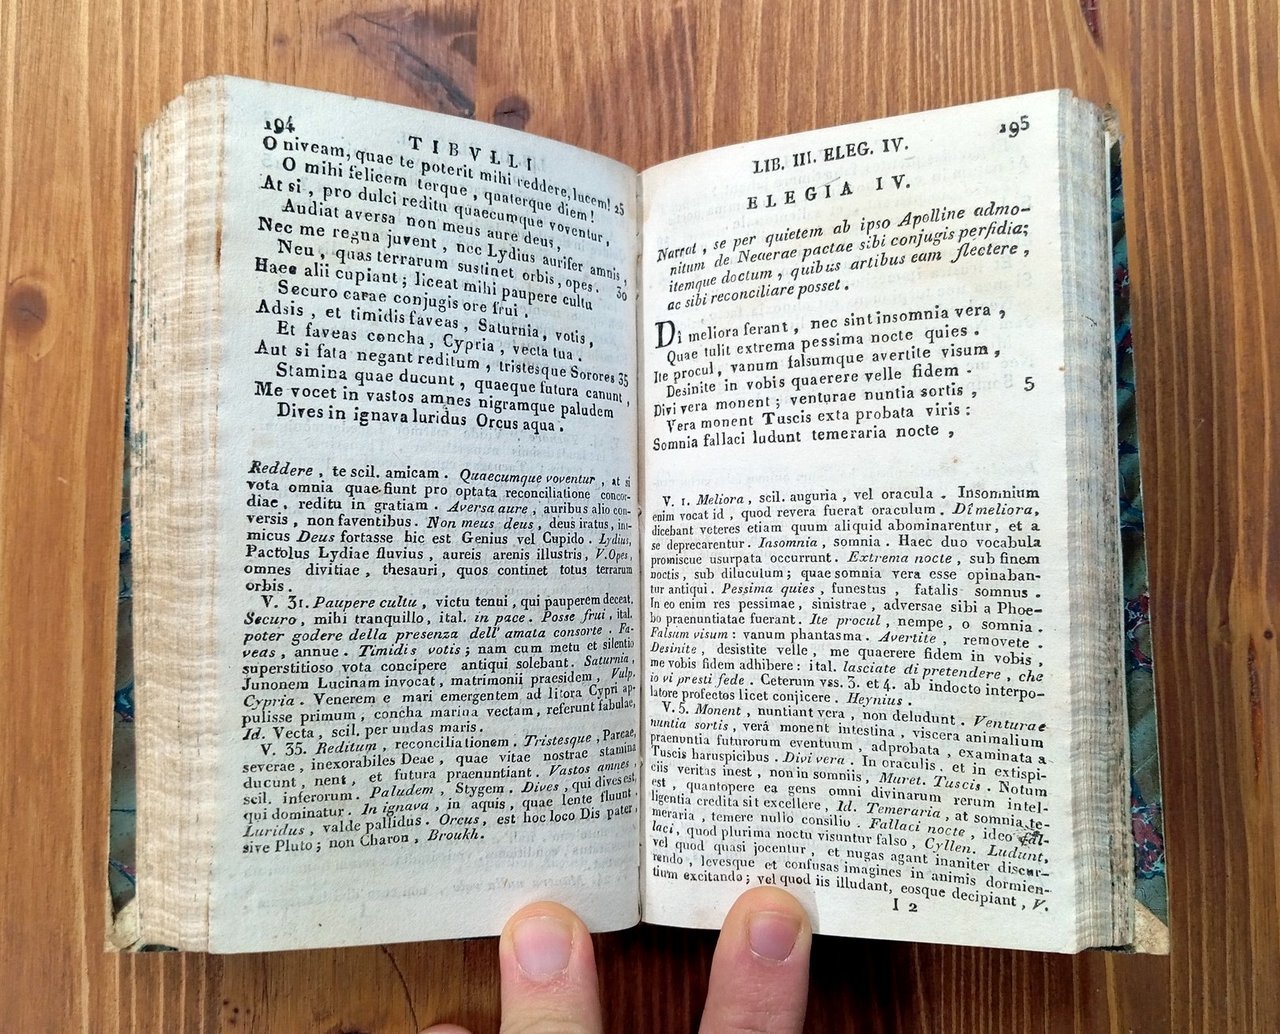 194
TIBVLLI
O niveam, quae te poterit mihi reddere, lucem! 25
O mihi felicem terque, quaterque diem!
At si, pro dulci reditu quaecumque voventur,
Audiat aversa non meus aure deus,
Nec me regna juvent, nec Lydius aurifer amnis,
Neu, quas terrarum sustinet orbis, opes. 30
Haec alii cupiant; liceat mihi paupere cultu
Securo carae conjugis ore frui.
Adsis, et timidis faveas, Saturnia, votis,
Et faveas concha, Cypria, vecta tua.
Aut si fata negant reditum, tristesque Sorores 35
Stamina quae ducunt, quaeque futura canunt,
Me vocet in vastos amnes nigramque paludem
Dives in ignava luridus Orcus aqua.
Reddere, te scil. amicam. Quaecumque voventur, at si
vota omnia quae fiunt pro optata reconciliatione concor-
diae, reditu in gratiam. Aversa aure, auribus alio con-
versis, non faventibus. Non meus deus, deus iratus, ini-
micus Deus fortasse hic est Genius vel Cupido. Lydius,
Pactolus Lydiae fluvius, aureis arenis illustris, V. Opes,
omnes divitiae, thesauri, quos continet totus terrarum
orbis.
V. 31. Paupere cultu, victu tenui, qui pauperem deceat.
Securo, mihi tranquillo, ital. in pace. Posse frui, ital.
poter godere della presenza dell' amata consorte. Fa-
veas, annue. Timidis votis; nam cum metu et silentio
superstitioso vota concipere antiqui solebant. Saturnia,
Junonem Lucinam invocat, matrimonii praesidem, Vulp.
Cypria. Venerem e mari emergentem ad litora Cypri ap-
pulisse primum, concha marina vectam, referunt fabulae,
Id. Vecta, scil. per undas maris.
V. 35. Reditum, reconciliationem. Tristesque, Parcae,
severae, inexorabiles Deae, quae vitae nostrae stamina
ducunt, nent, et futura praenuntiant. Vastos amnes,
scil. inferorum. Paludem, Stygem. Dives, qui dives est,
qui dominatur. In ignava, in aquis, quae lente fluunt.
Luridus, valde pallidus. Orcus, est hoc loco Dis pater,
sive Pluto; non Charon, Broukh.
195
LIB. III. ELEG. IV.
ELEGIA IV.
Narrat, se per quietem ab ipso Apolline admo-
nitum de Neaerae pactae sibi conjugis perfidia;
itemque doctum, quibus artibus eam flectere,
ac sibi reconciliare posset.
Di meliora ferant, nec sint insomnia vera,
Quae tulit extrema pessima nocte quies.
Ite procul, vanum falsumque avertite visum,
Desinite in vobis quaerere velle fidem.
Divi vera monent; venturae nuntia sortis, 5
Vera monent Tuscis exta probata viris:
Somnia fallaci ludunt temeraria nocte,
V. 1. Meliora, scil. auguria, vel oracula. Insomnium
enim vocat id, quod revera fuerat oraculum. Dî meliora,
dicebant veteres etiam quum aliquid abominarentur, et a
se deprecarentur. Insomnia, somnia. Haec duo vocabula
promiscue usurpata occurrunt. Extrema nocte, sub finem
noctis, sub diluculum; quae somnia vera esse opinaban-
tur antiqui. Pessima quies, funestus, fatalis somnus.
In eo enim res pessimae, sinistrae, adversae sibi a Phoe-
bo praenuntiatae fuerant. Ite procul, nempe, o somnia.
Falsum visum: vanum phantasma. Avertite, removete.
Desinite, desistite velle, me quaerere fidem in vobis,
me vobis fidem adhibere: ital. lasciate di pretendere, che
io vi presti fede. Ceterum vss. 3. et 4. ab indocto interpo-
latore profectos licet conjicere. Heynius.
V. 5. Monent, nuntiant vera, non deludunt. Venturae
nuntia sortis, verâ monent intestina, viscera animalium
praenuntia futurorum eventuum, adprobata, examinata a
Tuscis haruspicibus. Divi vera. In oraculis, et in extispi-
ciis veritas inest, non in somniis, Muret. Tuscis. Notum
est, quantopere ea gens omni divinarum rerum intel-
ligentia credita sit excellere, Id. Temeraria, at somnia te-
meraria, temere nullo consilio. Fallaci nocte, ideo fal-
laci, quod plurima noctu visuntur falso, Cyllen. Ludunt,
vel quod quasi jocentur, et nugas agant inaniter discur-
rendo, levesque et confusas imagines in animis dormien-
tium excitando; vel quod iis illudant, eosque decipiant, V.
I 2